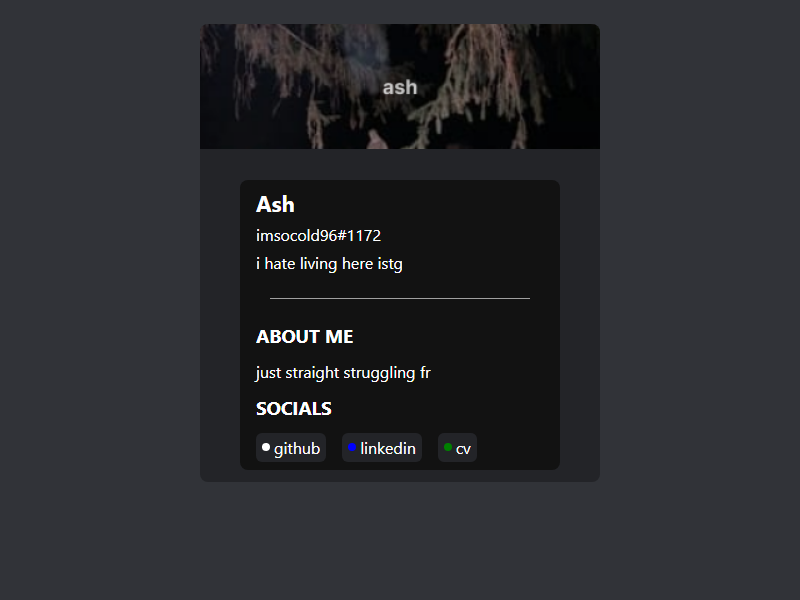 ash
Ash
imsocold96#1172
i hate living here istg
ABOUT ME
just straight struggling fr
SOCIALS
github linkedin cv